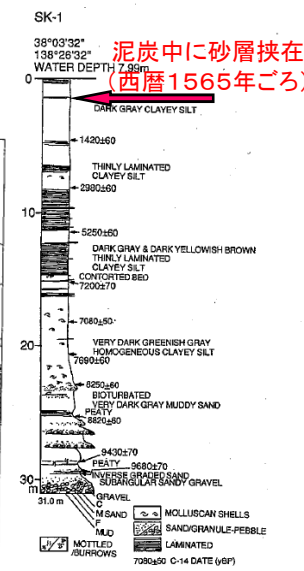 SK-1
38°03'32"
138°26'32"
WATER DEPTH 7.99m
泥炭中に砂層挟在
(西暦1565年ごろ)
0
DARK GRAY CLAYEY SILT
1420±60
THINLY LAMINATED
CLAYEY SILT
2980±60
10
5250±60
DARK GRAY & DARK YELLOWISH BROWN
THINLY LAMINATED
CLAYEY SILT
CONTORTED BED
7200±70
7080±50
20
VERY DARK GREENISH GRAY
HOMOGENEOUS CLAYEY SILT
7690±60
8250±60
BIOTURBATED
VERY DARK GRAY MUDDY SAND
PEATY
8820±60
9430±70
PEATY
9680±70
INVERSE GRADED SAND
SUBANGULAR SANDY GRAVEL
30
m
31.0 m
GRAVEL
C
M SAND
F
MUD
MOTTLED
/BURROWS
MOLLUSCAN SHELLS
SAND/GRANULE-PEBBLE
LAMINATED
7080±50 C-14 DATE (yBP)